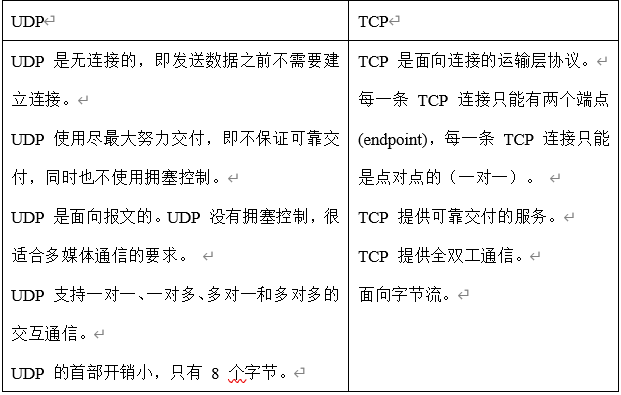 UDP
TCP
UDP 是无连接的，即发送数据之前不需要建
立连接。
UDP 使用尽最大努力交付，即不保证可靠交
付，同时也不使用拥塞控制。
UDP 是面向报文的。UDP 没有拥塞控制，很
适合多媒体通信的要求。
UDP 支持一对一、一对多、多对一和多对多的
交互通信。
UDP 的首部开销小，只有 8 个字节。
TCP 是面向连接的运输层协议。
每一条 TCP 连接只能有两个端点
(endpoint)，每一条 TCP 连接只能
是点对点的（一对一）。
TCP 提供可靠交付的服务。
TCP 提供全双工通信。
面向字节流。